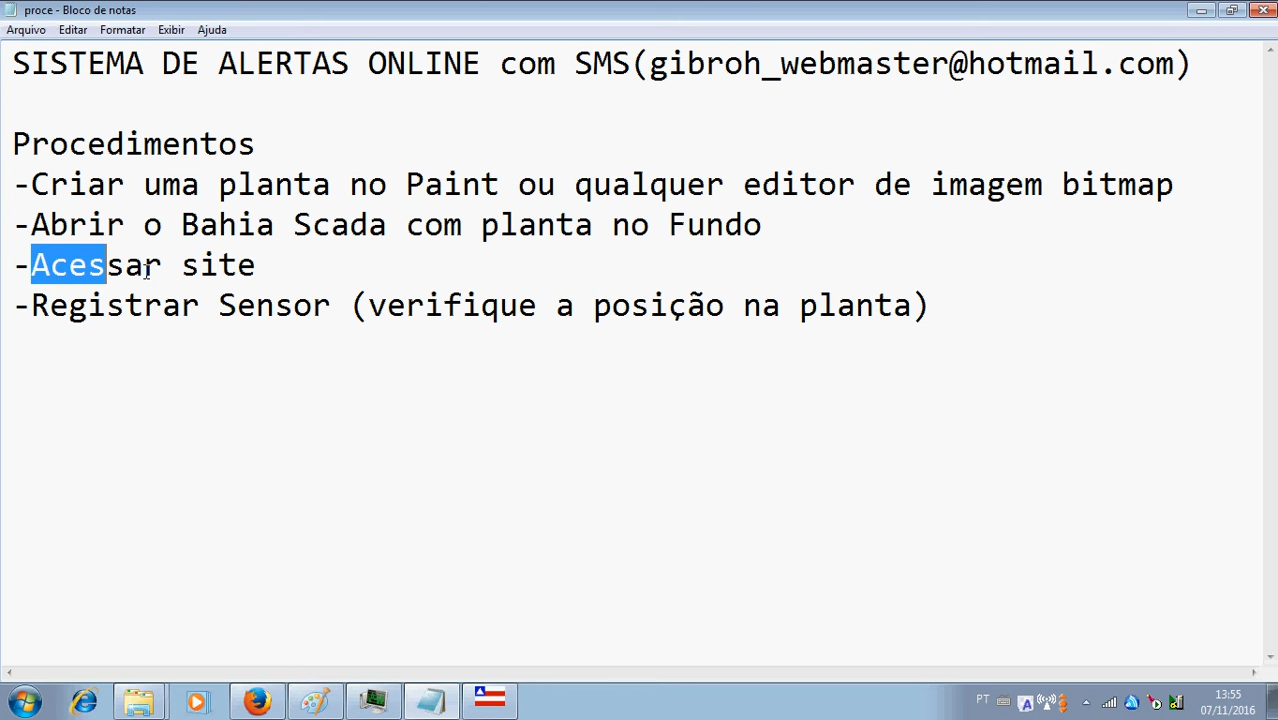 proce - Bloco de notas
Arquivo Editar Formatar Exibir Ajuda
SISTEMA DE ALERTAS ONLINE com SMS(gibroh_webmaster@hotmail.com)
Procedimentos
-Criar uma planta no Paint ou qualquer editor de imagem bitmap
-Abrir o Bahia Scada com planta no Fundo
-Acessar site
-Registrar Sensor (verifique a posição na planta)
PT
13:55
07/11/2016